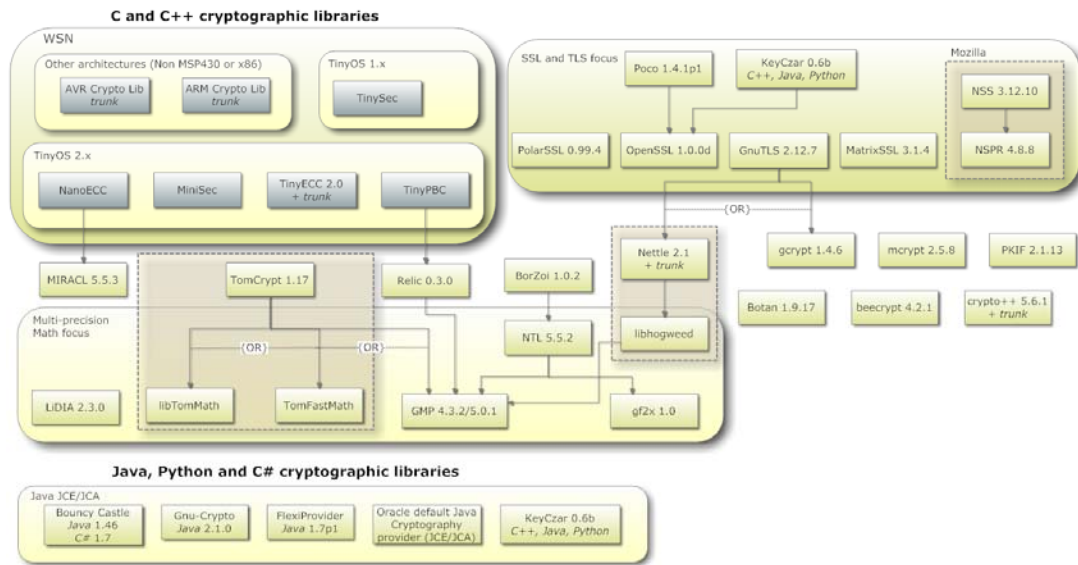 C and C++ cryptographic libraries
WSN
Other architectures (Non MSP430 or x86)
AVR Crypto Lib
trunk
ARM Crypto Lib
trunk
TinyOS 1.x
TinySec
TinyOS 2.x
NanoECC
MiniSec
TinyECC 2.0
+ trunk
TinyPBC
SSL and TLS focus
Poco 1.4.1p1
KeyCzar 0.6b
C++, Java, Python
Mozilla
NSS 3.12.10
PolarSSL 0.99.4
OpenSSL 1.0.0d
GnuTLS 2.12.7
MatrixSSL 3.1.4
NSPR 4.8.8
(OR)
MIRACL 5.5.3
TomCrypt 1.17
Relic 0.3.0
BorZoi 1.0.2
Nettle 2.1
+ trunk
gcrypt 1.4.6
mcrypt 2.5.8
PKIF 2.1.13
Botan 1.9.17
beecrypt 4.2.1
crypto++ 5.6.1
+ trunk
Multi-precision
Math focus
(OR)
(OR)
NTL 5.5.2
libhogweed
LiDIA 2.3.0
libTomMath
TomFastMath
GMP 4.3.2/5.0.1
gf2x 1.0
Java, Python and C# cryptographic libraries
Java JCE/JCA
Bouncy Castle
Java 1.46
C# 1.7
Gnu-Crypto
Java 2.1.0
FlexiProvider
Java 1.7p1
Oracle default Java
Cryptography
provider (JCE/JCA)
KeyCzar 0.6b
C++, Java, Python